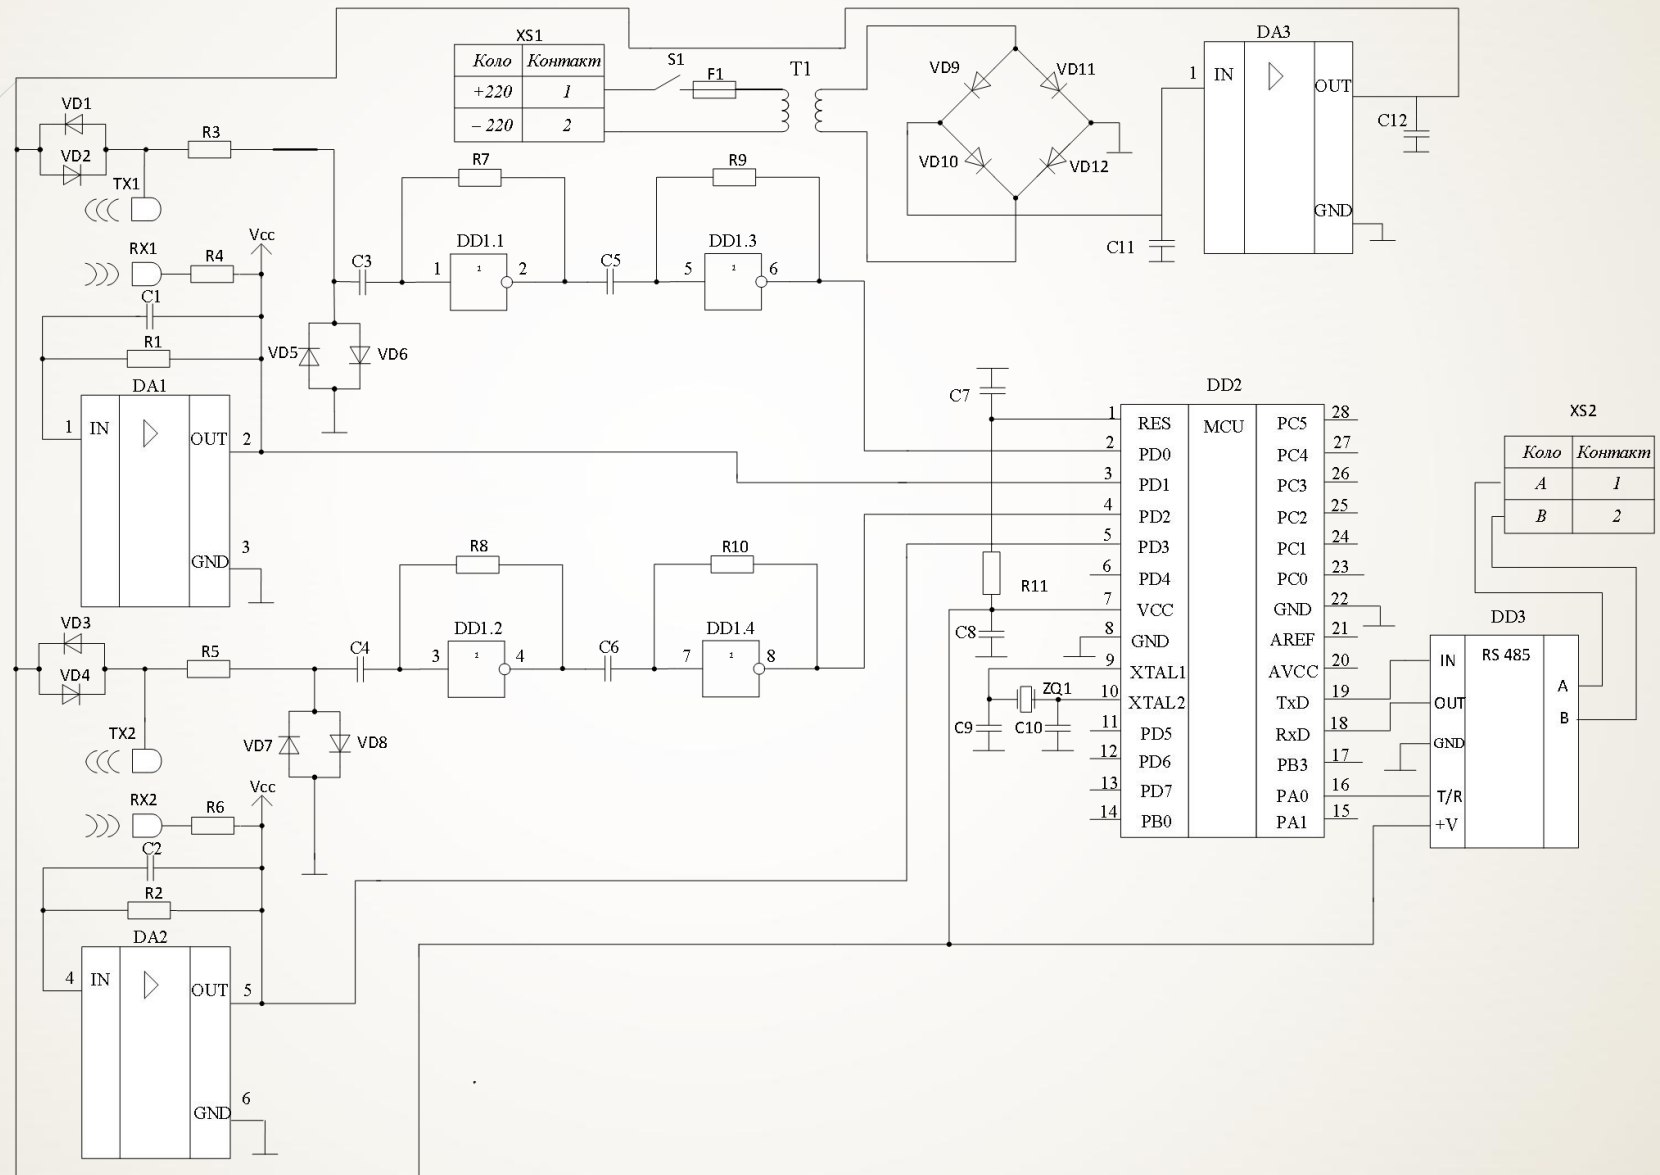 XS1
Коло Контакт
+220 1
– 220 2
S1
F1
T1
VD9
VD11
VD10
VD12
DA3
1 IN
OUT
GND
C12
C11
VD1
VD2
R3
TX1
RX1
R4
Vcc
C1
R1
DA1
1 IN
OUT 2
GND 3
VD5
VD6
C3
R7
DD1.1
1 1 2
C5
R9
DD1.3
5 1 6
VD3
VD4
R5
TX2
RX2
R6
Vcc
C2
R2
DA2
4 IN
OUT 5
GND 6
VD7
VD8
C4
R8
DD1.2
3 4
C6
R10
DD1.4
7 1 8
C7
R11
C8
C9
ZQ1
C10
DD2
MCU
1 RES
2 PD0
3 PD1
4 PD2
5 PD3
6 PD4
7 VCC
8 GND
9 XTAL1
10 XTAL2
11 PD5
12 PD6
13 PD7
14 PB0
PC5 28
PC4 27
PC3 26
PC2 25
PC1 24
PC0 23
GND 22
AREF 21
AVCC 20
TxD 19
RxD 18
PB3 17
PA0 16
PA1 15
XS2
Коло Контакт
A 1
B 2
DD3
RS 485
IN
OUT
GND
T/R
+V
A
B